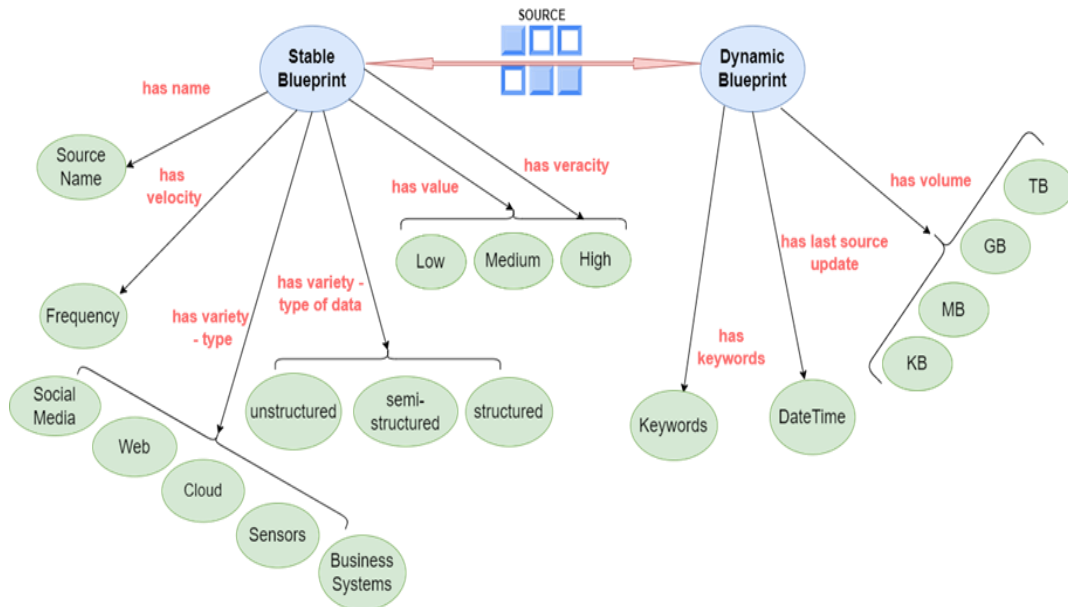 SOURCE
Stable
Blueprint
Dynamic
Blueprint
has name
Source
Name
has
velocity
has value
has veracity
has volume
TB
GB
MB
KB
Low
Medium
High
has last source
update
has variety -
type of data
has variety
- type
Frequency
has
keywords
Social
Media
Web
Cloud
Sensors
Business
Systems
unstructured
semi-
structured
structured
Keywords
DateTime